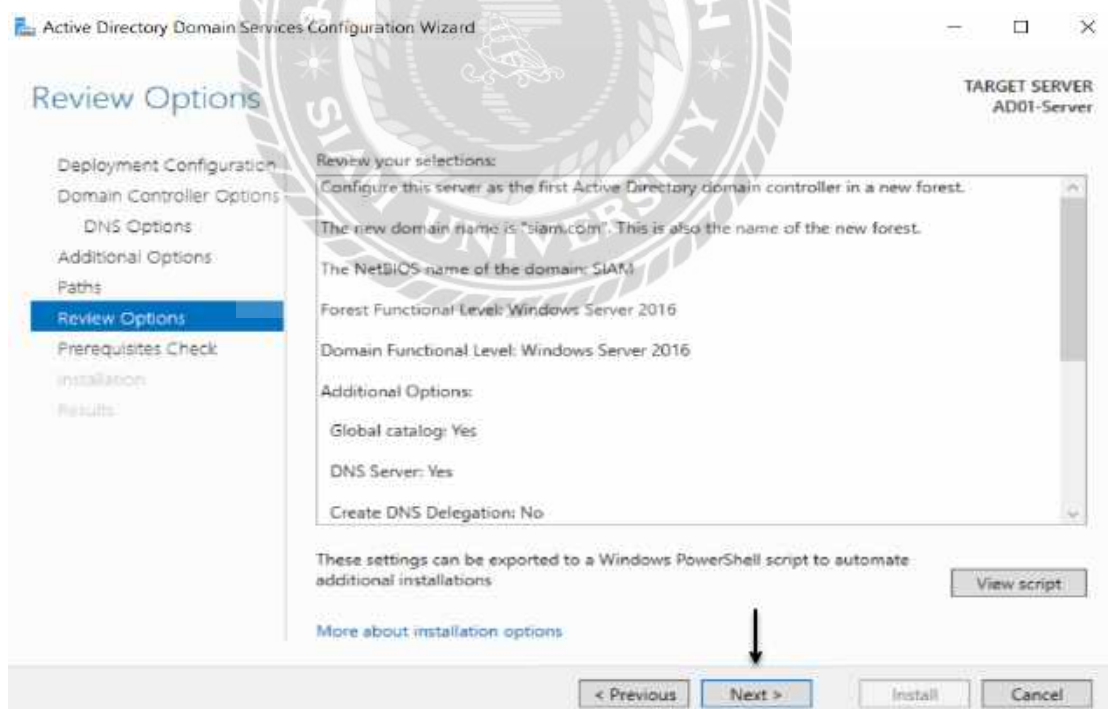 Active Directory Domain Services Configuration Wizard
Review Options
TARGET SERVER
AD01-Server
Deployment Configuration
Domain Controller Options
DNS Options
Additional Options
Paths
Review Options
Prerequisites Check
Installation
Results
Review your selections:
Configure this server as the first Active Directory domain controller in a new forest.
The new domain name is "siam.com". This is also the name of the new forest.
The NetBIOS name of the domain: SIAM
Forest Functional Level: Windows Server 2016
Domain Functional Level: Windows Server 2016
Additional Options:
Global catalog: Yes
DNS Server: Yes
Create DNS Delegation: No
These settings can be exported to a Windows PowerShell script to automate
additional installations
View script
More about installation options
< Previous
Next >
Install
Cancel
SIAM UNIVERSITY